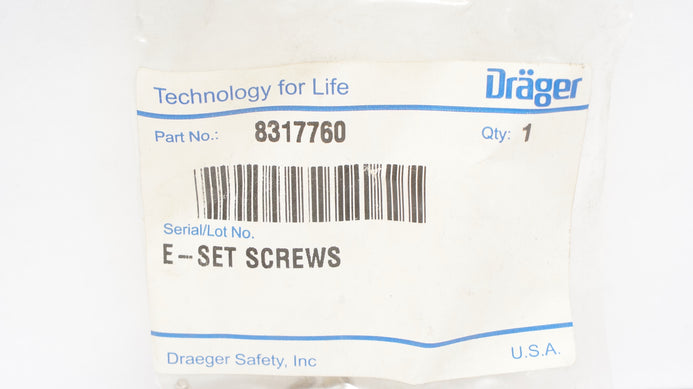 Technology for Life Dräger
Part No.: 8317760 Qty: 1
Serial/Lot No.
E-SET SCREWS
Draeger Safety, Inc U.S.A.